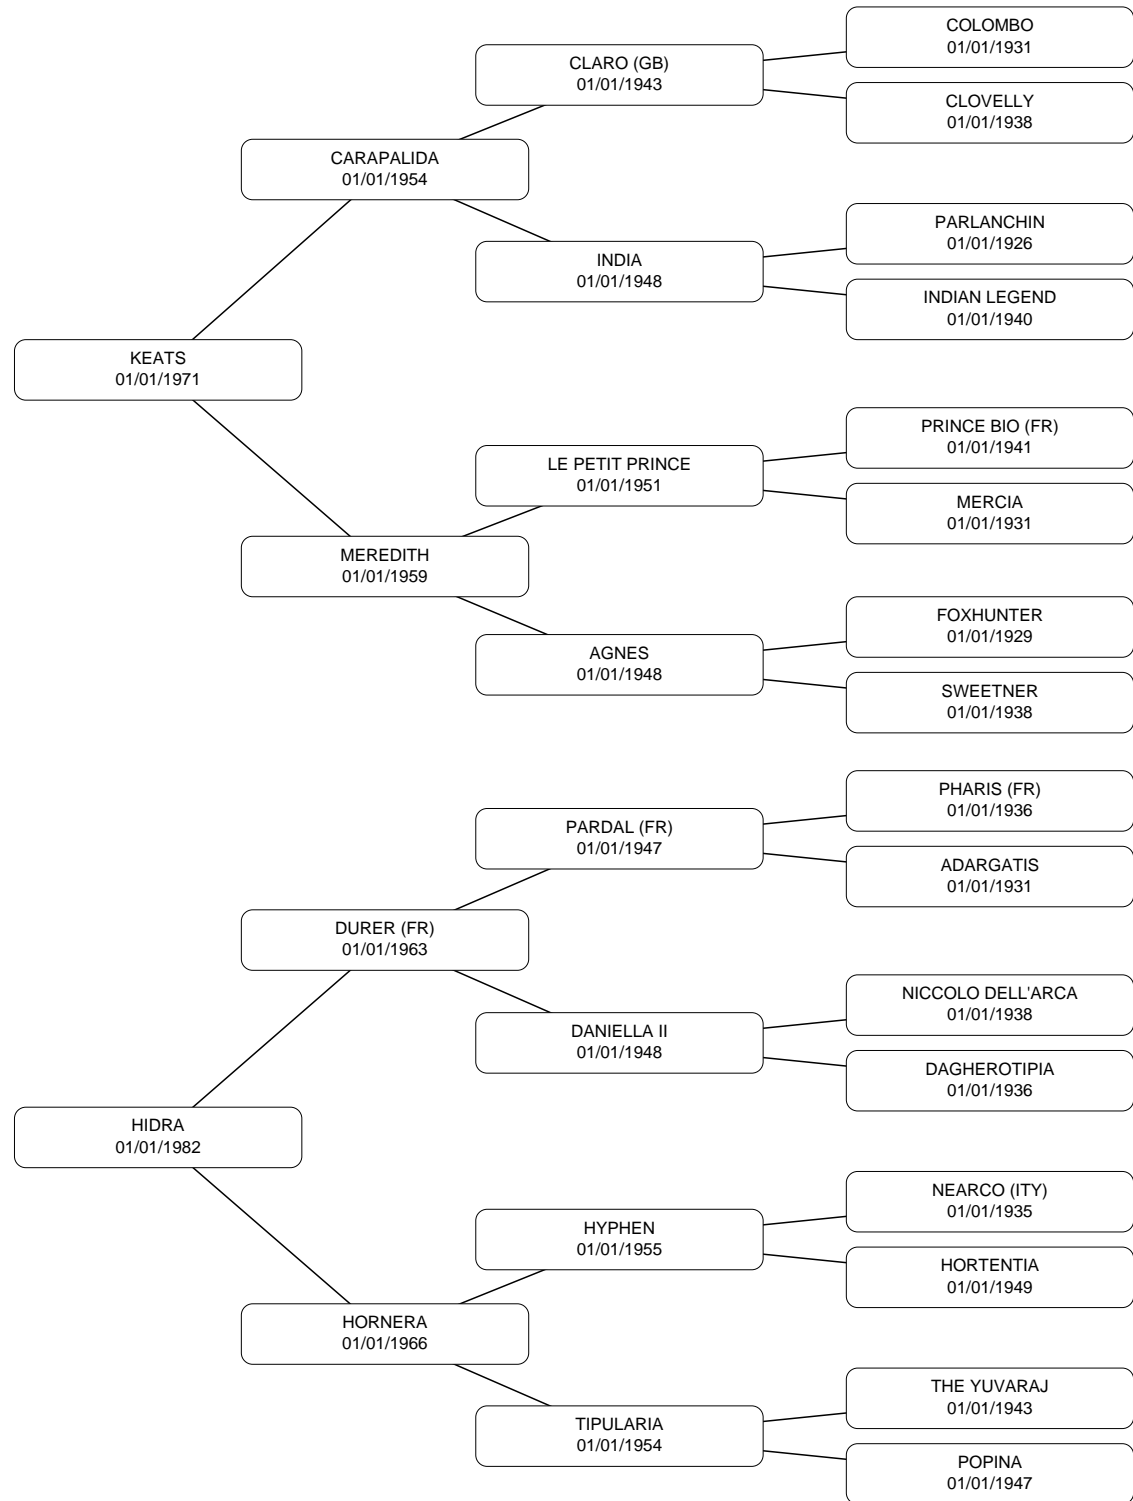 COLOMBO
01/01/1931
CLARO (GB)
01/01/1943
CLOVELLY
01/01/1938
CARAPALIDA
01/01/1954
PARLANCHIN
01/01/1926
INDIA
01/01/1948
INDIAN LEGEND
01/01/1940
KEATS
01/01/1971
PRINCE BIO (FR)
01/01/1941
LE PETIT PRINCE
01/01/1951
MERCIA
01/01/1931
MEREDITH
01/01/1959
FOXHUNTER
01/01/1929
AGNES
01/01/1948
SWEETNER
01/01/1938
PHARIS (FR)
01/01/1936
PARDAL (FR)
01/01/1947
ADARGATIS
01/01/1931
DURER (FR)
01/01/1963
NICCOLO DELL'ARCA
01/01/1938
DANIELLA II
01/01/1948
DAGHEROTIPIA
01/01/1936
HIDRA
01/01/1982
NEARCO (ITY)
01/01/1935
HYPHEN
01/01/1955
HORTENTIA
01/01/1949
HORNERA
01/01/1966
THE YUVARAJ
01/01/1943
TIPULARIA
01/01/1954
POPINA
01/01/1947